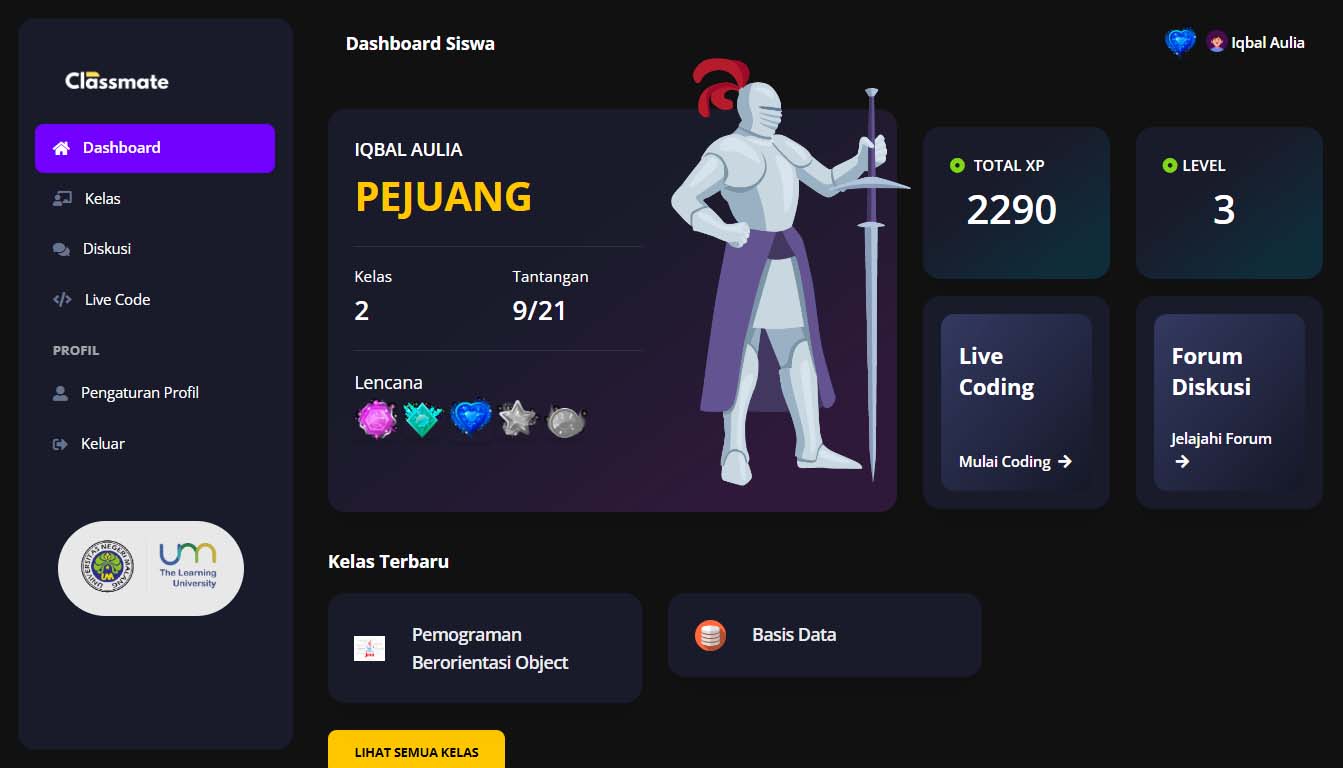 Classmate
Dashboard
Kelas
Diskusi
Live Code
PROFIL
Pengaturan Profil
Keluar
UNIVERSITAS NEGERI MALANG
UM
um
The Learning
University
Dashboard Siswa
Iqbal Aulia
IQBAL AULIA
PEJUANG
Kelas
Tantangan
2
9/21
Lencana
TOTAL XP
2290
LEVEL
3
Live
Coding
Mulai Coding
Forum
Diskusi
Jelajahi Forum
Kelas Terbaru
Pemograman
Berorientasi Object
Basis Data
LIHAT SEMUA KELAS